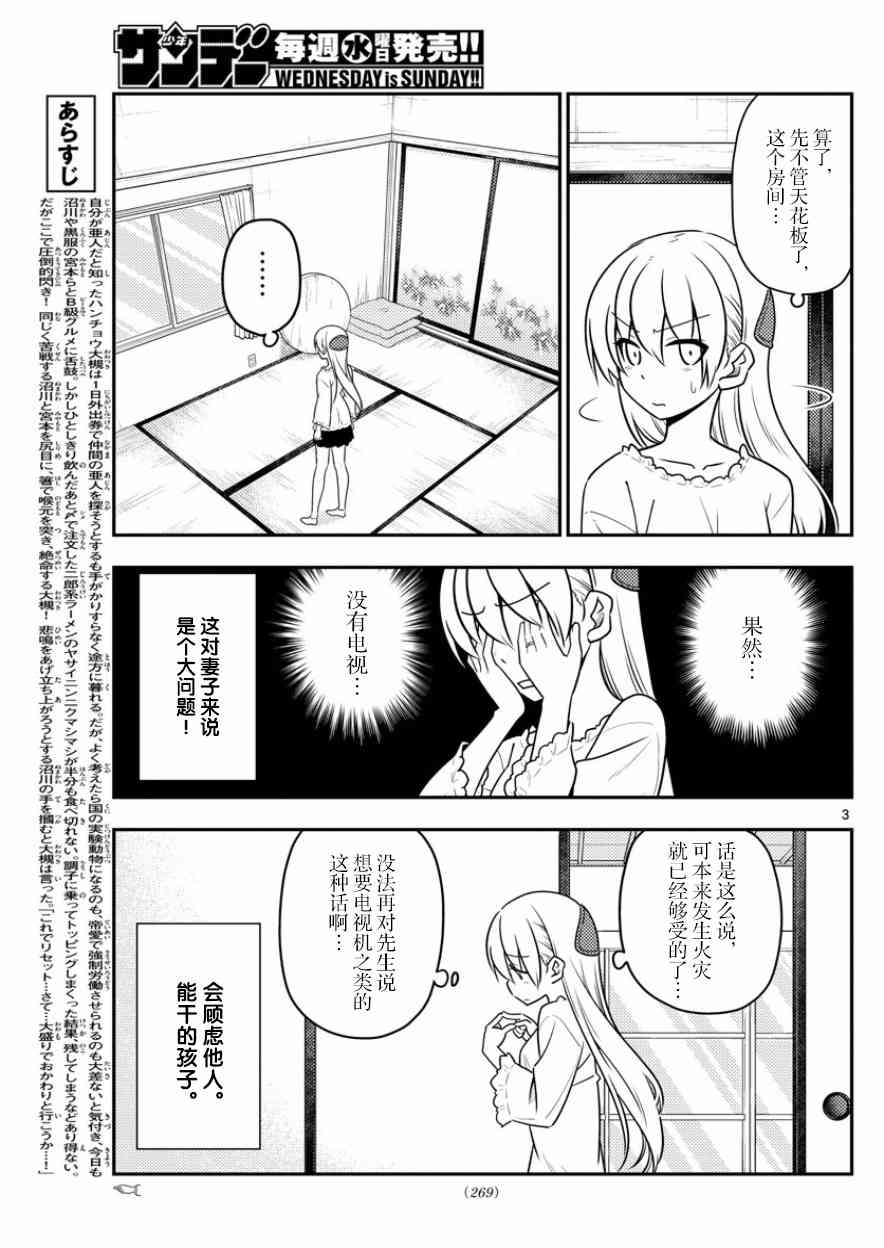 少年サンデー
毎週水曜日発売!!
WEDNESDAY is SUNDAY!!
算了，
先不管天花板了，
这个房间…
……
果然…
没有电视…
这对妻子来说
是个大问题！
3
话是这么说，
可本来发生火灾
就已经够受的了…
没法再对先生说
想要电视机之类的
这种话啊…
会顾虑他人。
能干的孩子。
あらすじ
自分が亜人だと知ったハンチョウ大槻は1日外出券で仲間の亜人を探そうとするも手がかりすらなく途方に暮れる。だが、よく考えたら国の実験動物になるのも、帝愛で強制労働させられるのも大差ないと気付き、今日も
沼川や黒服の宮本らとB級グルメに舌鼓。しかしひとしきり飲んだあと〆で注文した二郎系ラーメンのヤサイニンニクマシマシが半分も食べ切れない。調子に乗ってトッピングしまくった結果、残してしまうなどあり得ない。
だがここで圧倒的閃き！ 同じく苦戦する沼川と宮本を尻目に、箸で喉元を突き、絶命する大槻！ 悲鳴をあげ立ち上がろうとする沼川の手を掴むと大槻は言った。「これでリセット…さて…大盛りでおかわりと行こうか…！」
(269)